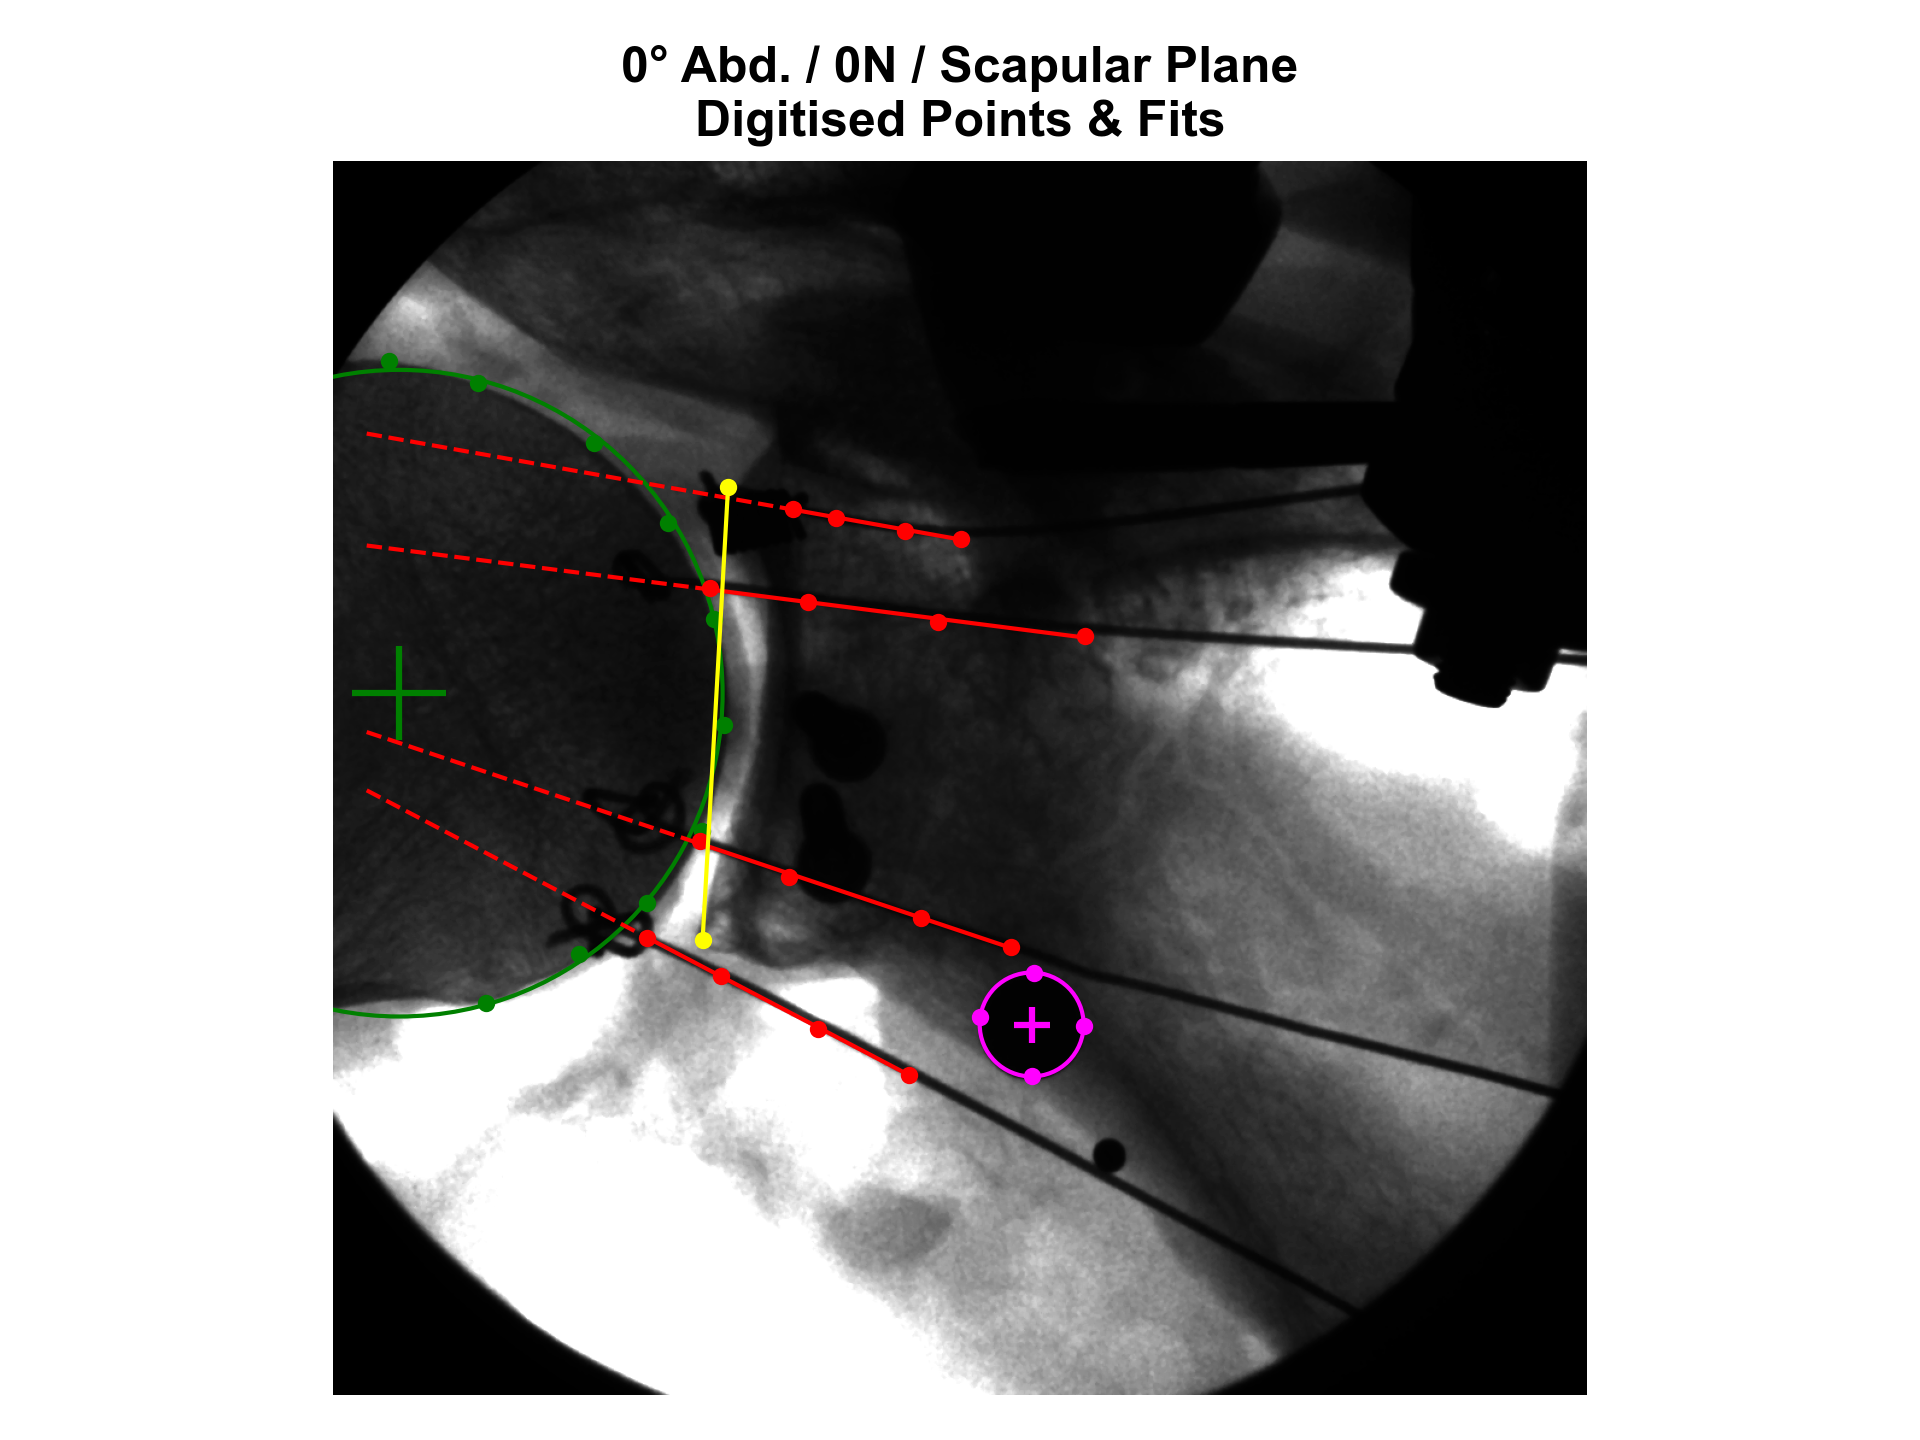 0° Abd. / 0N / Scapular Plane
Digitised Points & Fits